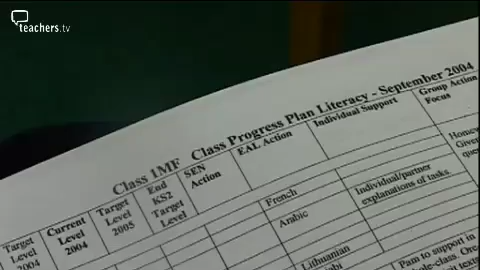 teachers.tv
Class 1MF Class Progress Plan Literacy - September 2004
Target Level 2004
Current Level 2004
Target Level 2005
End KS2 Target Level
SEN Action
EAL Action
Individual Support
Group Action Focus
French
Arabic
Individual/partner explanations of tasks.
Lithuanian
Pam to support in